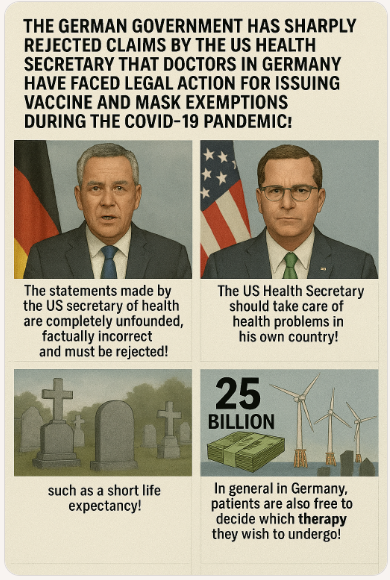 THE GERMAN GOVERNMENT HAS SHARPLY
REJECTED CLAIMS BY THE US HEALTH
SECRETARY THAT DOCTORS IN GERMANY
HAVE FACED LEGAL ACTION FOR ISSUING
VACCINE AND MASK EXEMPTIONS
DURING THE COVID-19 PANDEMIC!
The statements made by
the US secretary of health
are completely unfounded,
factually incorrect
and must be rejected!
The US Health Secretary
should take care of
health problems in
his own country!
such as a short life
expectancy!
25
BILLION
In general in Germany,
patients are also free to
decide which therapy
they wish to undergo!